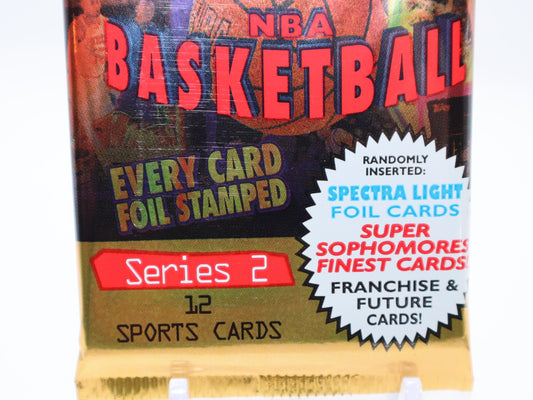 NBA
BASKETBALL
EVERY CARD
FOIL STAMPED
RANDOMLY
INSERTED:
SPECTRA LIGHT
FOIL CARDS
SUPER
SOPHOMORES
FINEST CARDS!
FRANCHISE &
FUTURE
CARDS!
Series 2
12
SPORTS CARDS